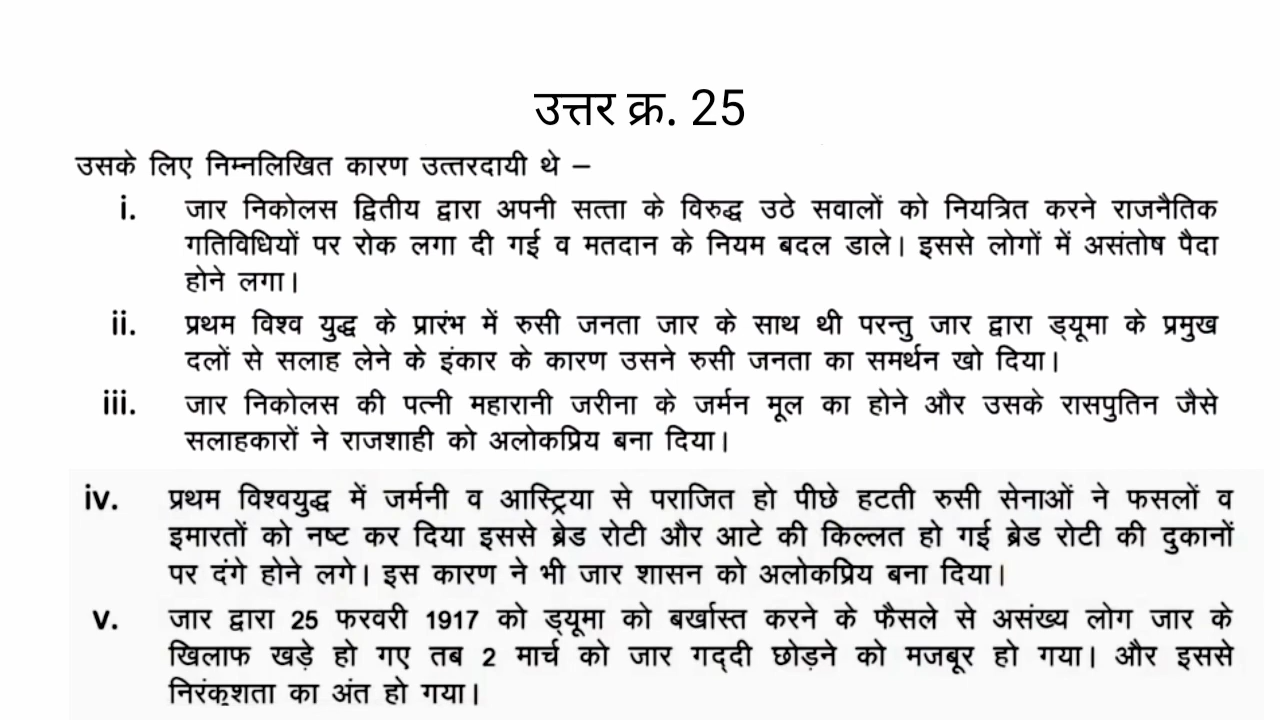 उत्तर क्र. 25
उसके लिए निम्नलिखित कारण उत्तरदायी थे –
i. जार निकोलस द्वितीय द्वारा अपनी सत्ता के विरुद्ध उठे सवालों को नियत्रित करने राजनैतिक
गतिविधियों पर रोक लगा दी गई व मतदान के नियम बदल डाले। इससे लोगों में असंतोष पैदा
होने लगा।
ii. प्रथम विश्व युद्ध के प्रारंभ में रुसी जनता जार के साथ थी परन्तु जार द्वारा ड्यूमा के प्रमुख
दलों से सलाह लेने के इंकार के कारण उसने रुसी जनता का समर्थन खो दिया।
iii. जार निकोलस की पत्नी महारानी जरीना के जर्मन मूल का होने और उसके रासपुतिन जैसे
सलाहकारों ने राजशाही को अलोकप्रिय बना दिया।
iv. प्रथम विश्वयुद्ध में जर्मनी व आस्ट्रिया से पराजित हो पीछे हटती रुसी सेनाओं ने फसलों व
इमारतों को नष्ट कर दिया इससे ब्रेड रोटी और आटे की किल्लत हो गई ब्रेड रोटी की दुकानों
पर दंगे होने लगे। इस कारण ने भी जार शासन को अलोकप्रिय बना दिया।
v. जार द्वारा 25 फरवरी 1917 को ड्यूमा को बर्खास्त करने के फैसले से असंख्य लोग जार के
खिलाफ खड़े हो गए तब 2 मार्च को जार गद्दी छोड़ने को मजबूर हो गया। और इससे
निरंकुशता का अंत हो गया।